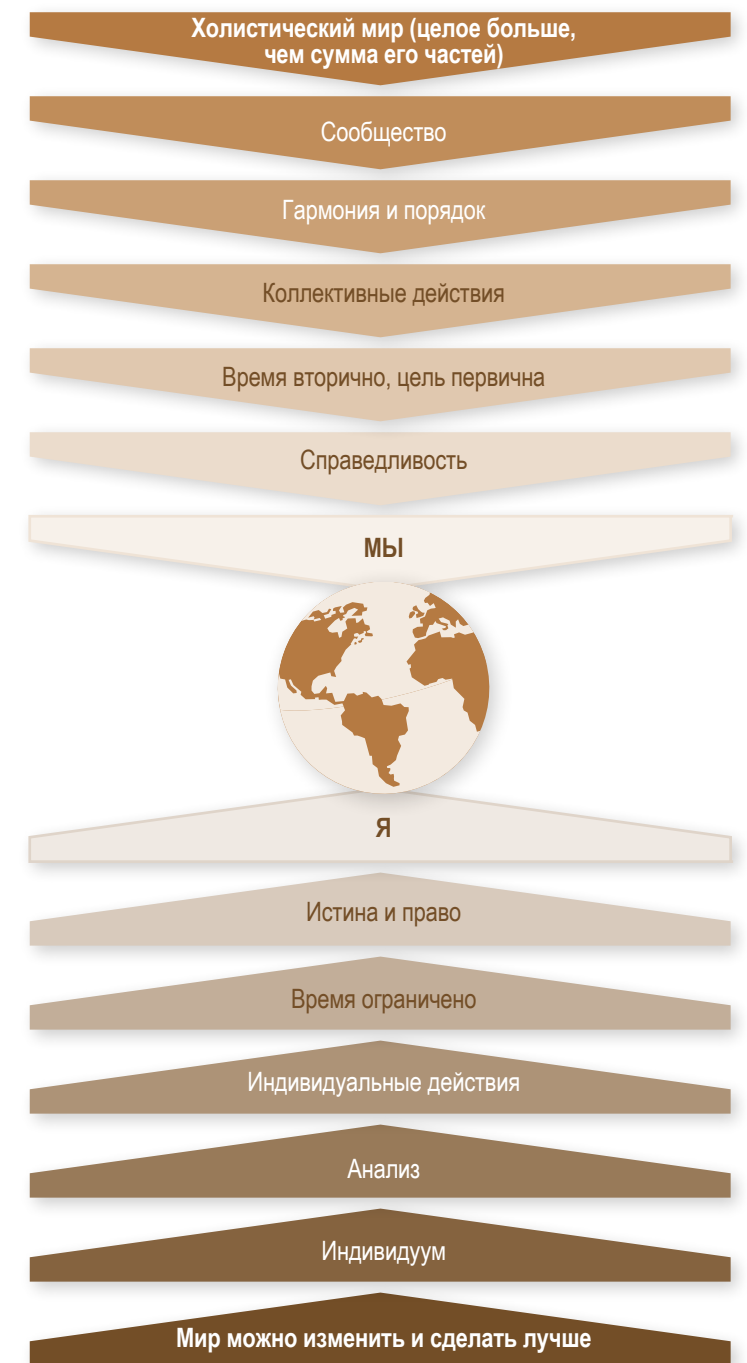 Холистический мир (целое больше,
чем сумма его частей)
Сообщество
Гармония и порядок
Коллективные действия
Время вторично, цель первична
Справедливость
МЫ
Я
Истина и право
Время ограничено
Индивидуальные действия
Анализ
Индивидуум
Мир можно изменить и сделать лучше